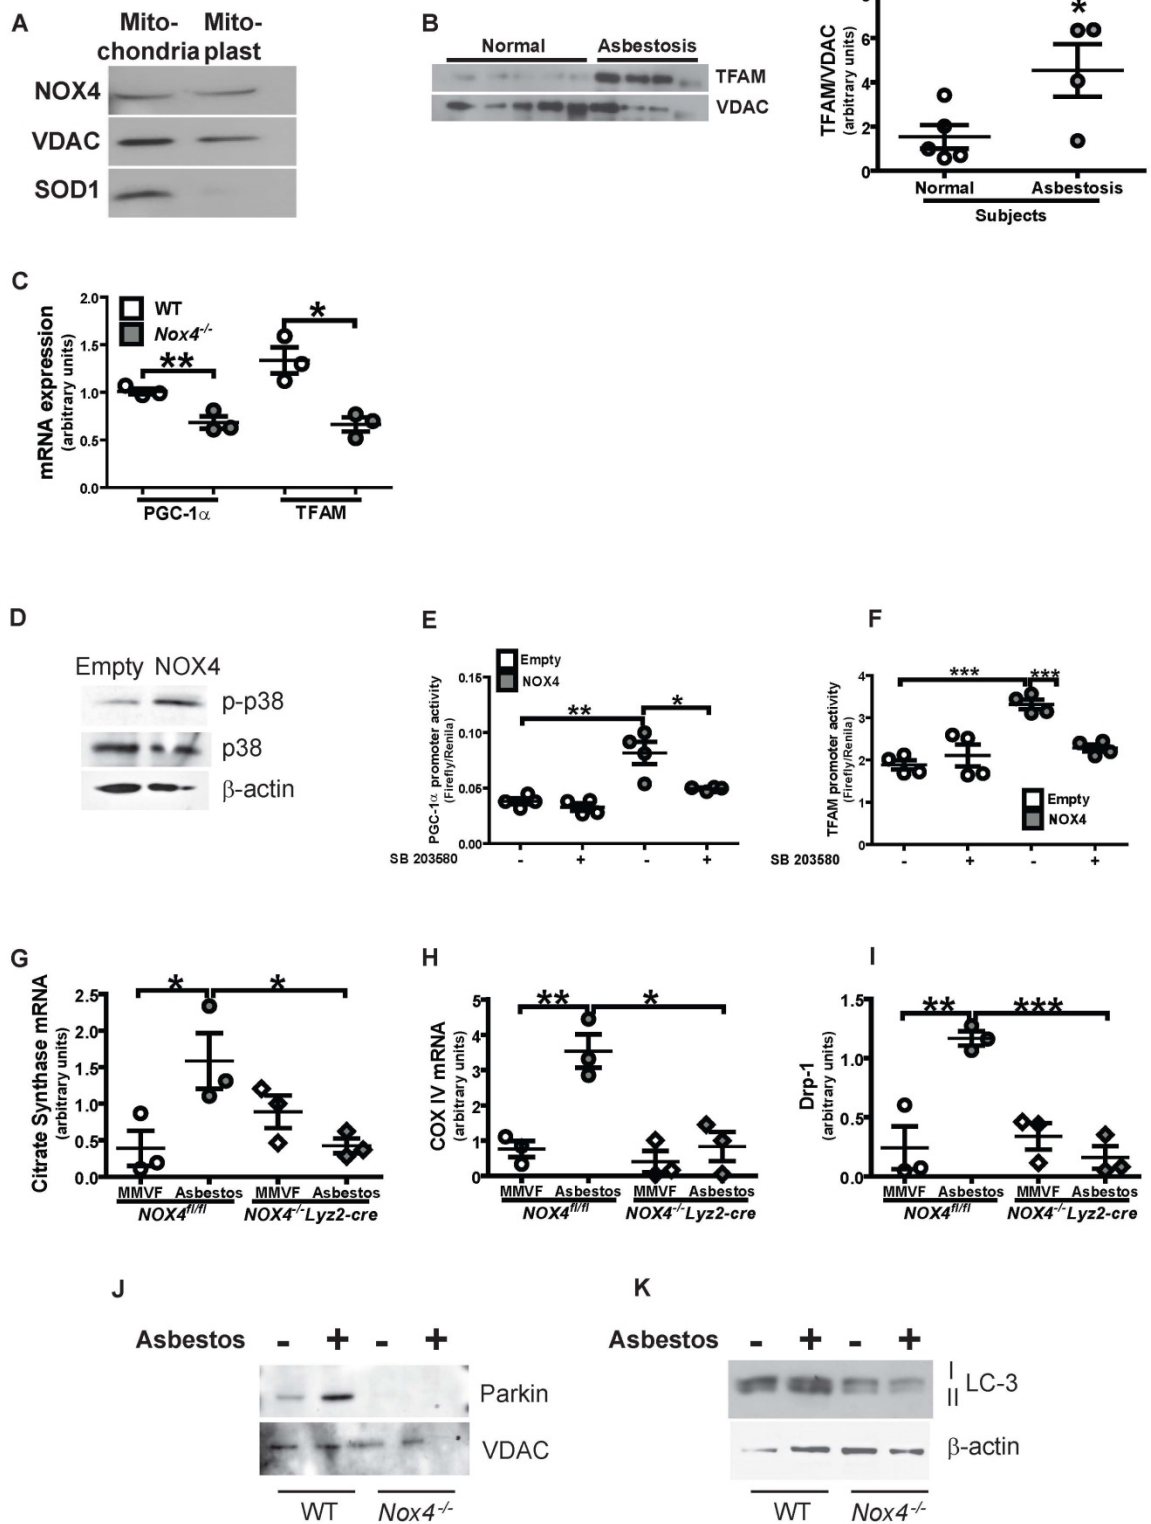 A
Mito- Mito-
chondria plast
NOX4
VDAC
SOD1
B
Normal Asbestosis
TFAM
VDAC
TFAM/VDAC
(arbitrary units)
6
4
2
0
*
Normal Asbestosis
Subjects
C
mRNA expression
(arbitrary units)
2.0
1.5
1.0
0.5
0.0
WT
Nox4-/-
**
*
PGC-1α TFAM
D
Empty NOX4
p-p38
p38
β-actin
E
Empty
NOX4
PGC-1α promoter activity
(Firefly/Renilla)
0.15
0.10
0.05
0.00
**
*
SB 203580 - + - +
F
TFAM promoter activity
(Firefly/Renilla)
4
3
2
1
0
***
***
Empty
NOX4
SB 203580 - + - +
G
Citrate Synthase mRNA
(arbitrary units)
2.5
2.0
1.5
1.0
0.5
0.0
*
*
MMVF Asbestos MMVF Asbestos
NOX4fl/fl NOX4-/-Lyz2-cre
H
COX IV mRNA
(arbitrary units)
5
4
3
2
1
0
**
*
MMVF Asbestos MMVF Asbestos
NOX4fl/fl NOX4-/-Lyz2-cre
I
Drp-1
(arbitrary units)
1.5
1.0
0.5
0.0
**
***
MMVF Asbestos MMVF Asbestos
NOX4fl/fl NOX4-/-Lyz2-cre
J
Asbestos - + - +
Parkin
VDAC
WT Nox4-/-
K
Asbestos - + - +
I
II LC-3
β-actin
WT Nox4-/-